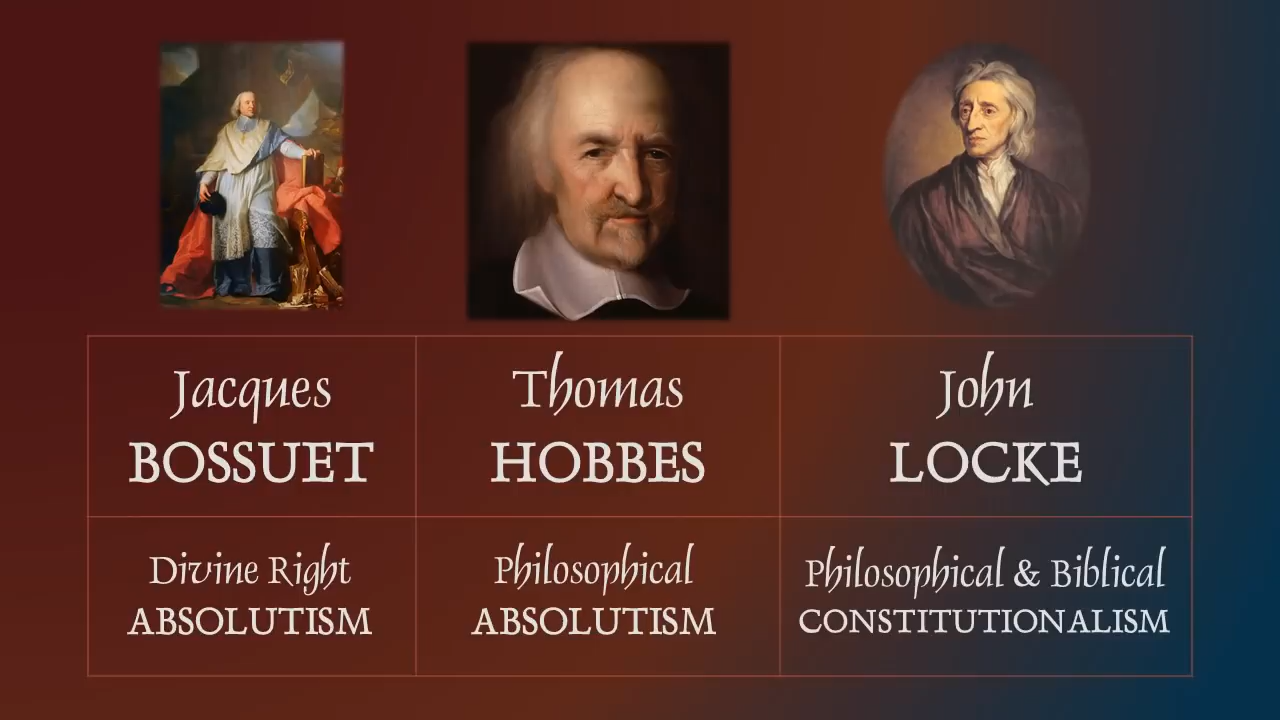 Jacques
BOSSUET
Thomas
HOBBES
John
LOCKE
Divine Right
ABSOLUTISM
Philosophical
ABSOLUTISM
Philosophical & Biblical
CONSTITUTIONALISM